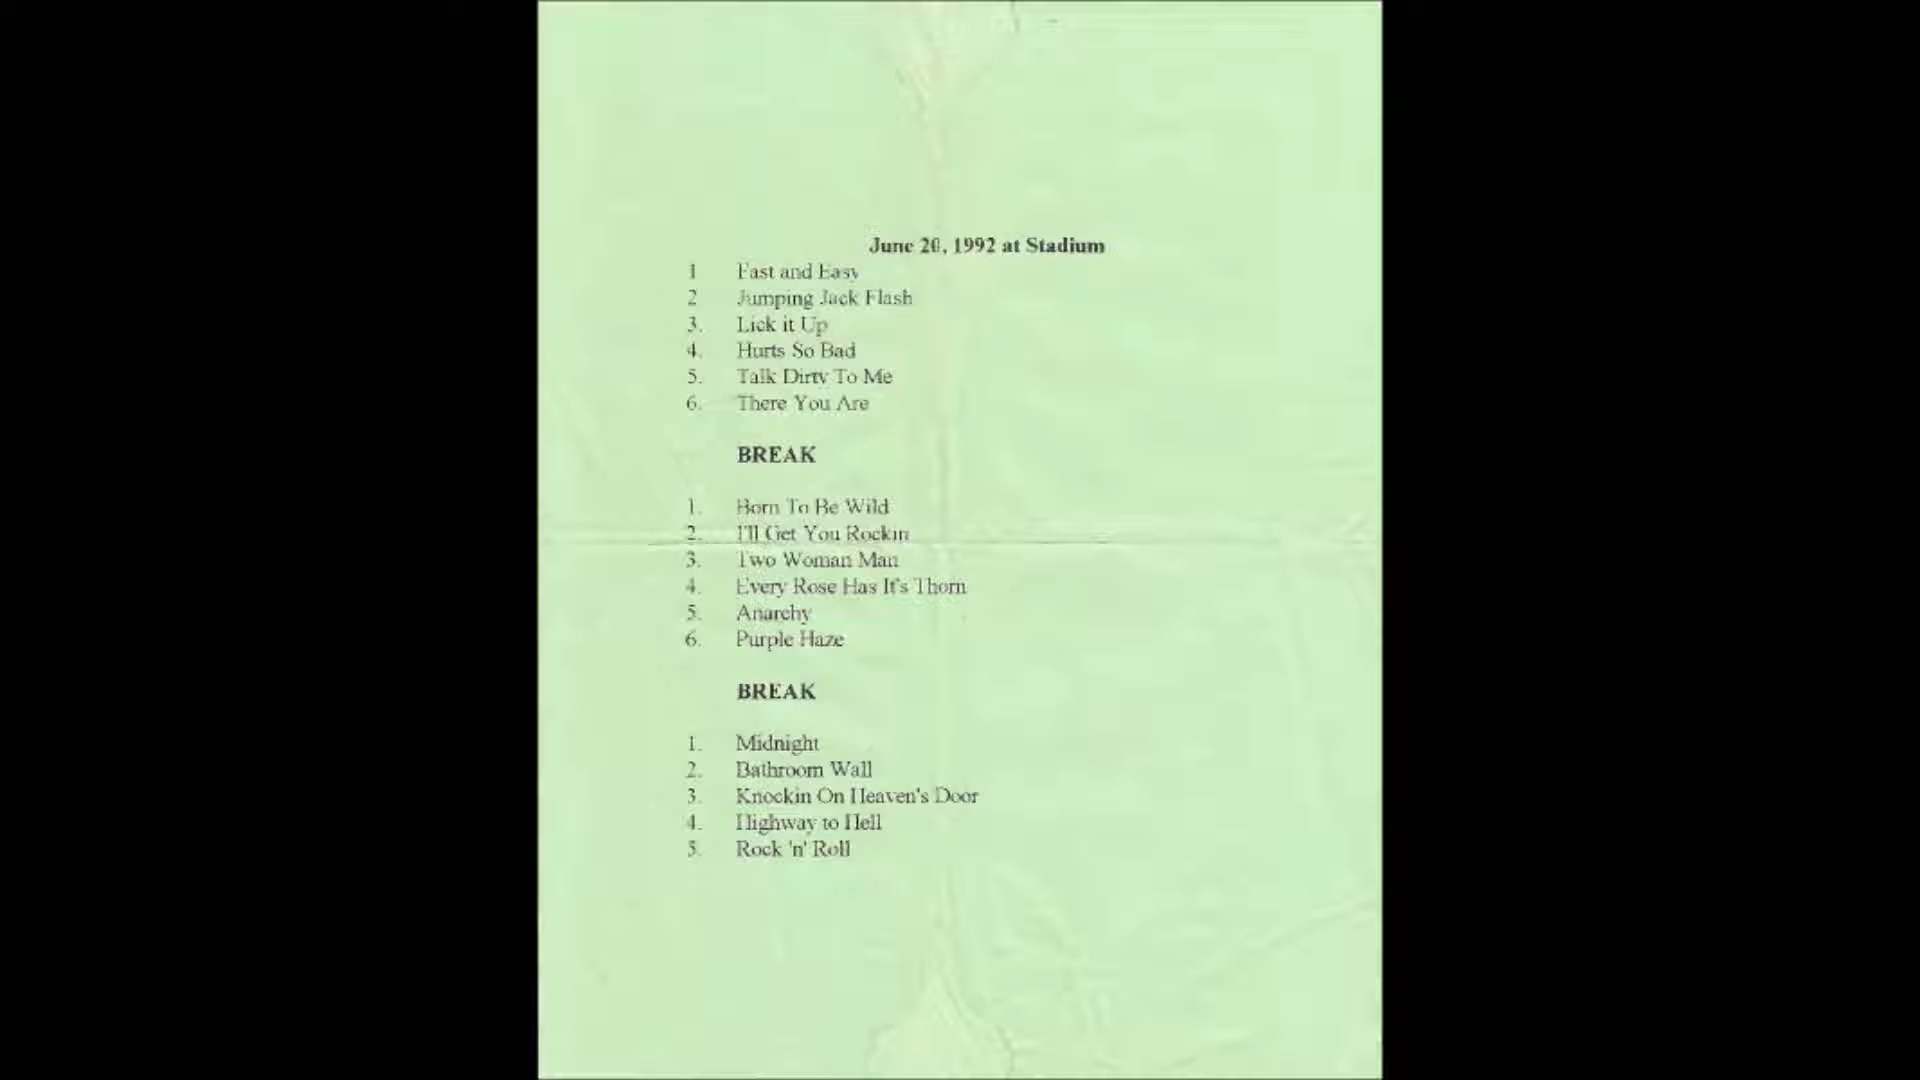 June 20, 1992 at Stadium
1 Fast and Easy
2 Jumping Jack Flash
3. Lick it Up
4. Hurts So Bad
5. Talk Dirty To Me
6. There You Are
BREAK
1. Born To Be Wild
2. I'll Get You Rockin
3. Two Woman Man
4. Every Rose Has It's Thorn
5. Anarchy
6. Purple Haze
BREAK
1. Midnight
2. Bathroom Wall
3. Knockin On Heaven's Door
4. Highway to Hell
5. Rock 'n' Roll